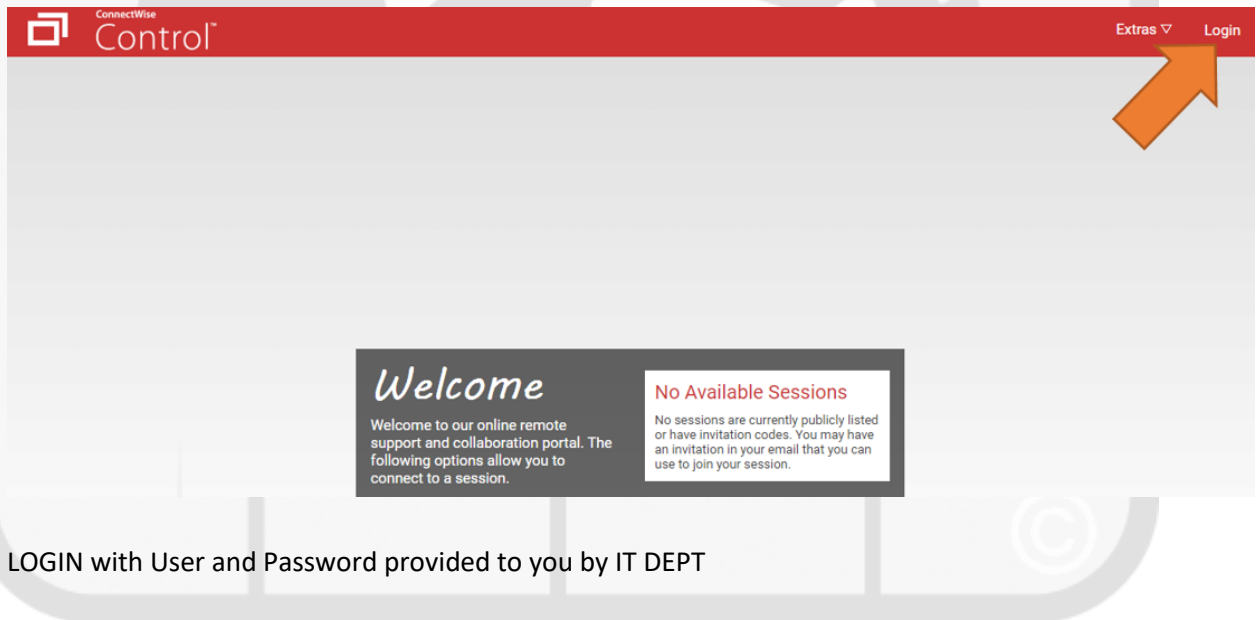 ConnectWise
Control™
Extras ▽
Login
Welcome
Welcome to our online remote
support and collaboration portal. The
following options allow you to
connect to a session.
No Available Sessions
No sessions are currently publicly listed
or have invitation codes. You may have
an invitation in your email that you can
use to join your session.
©
LOGIN with User and Password provided to you by IT DEPT